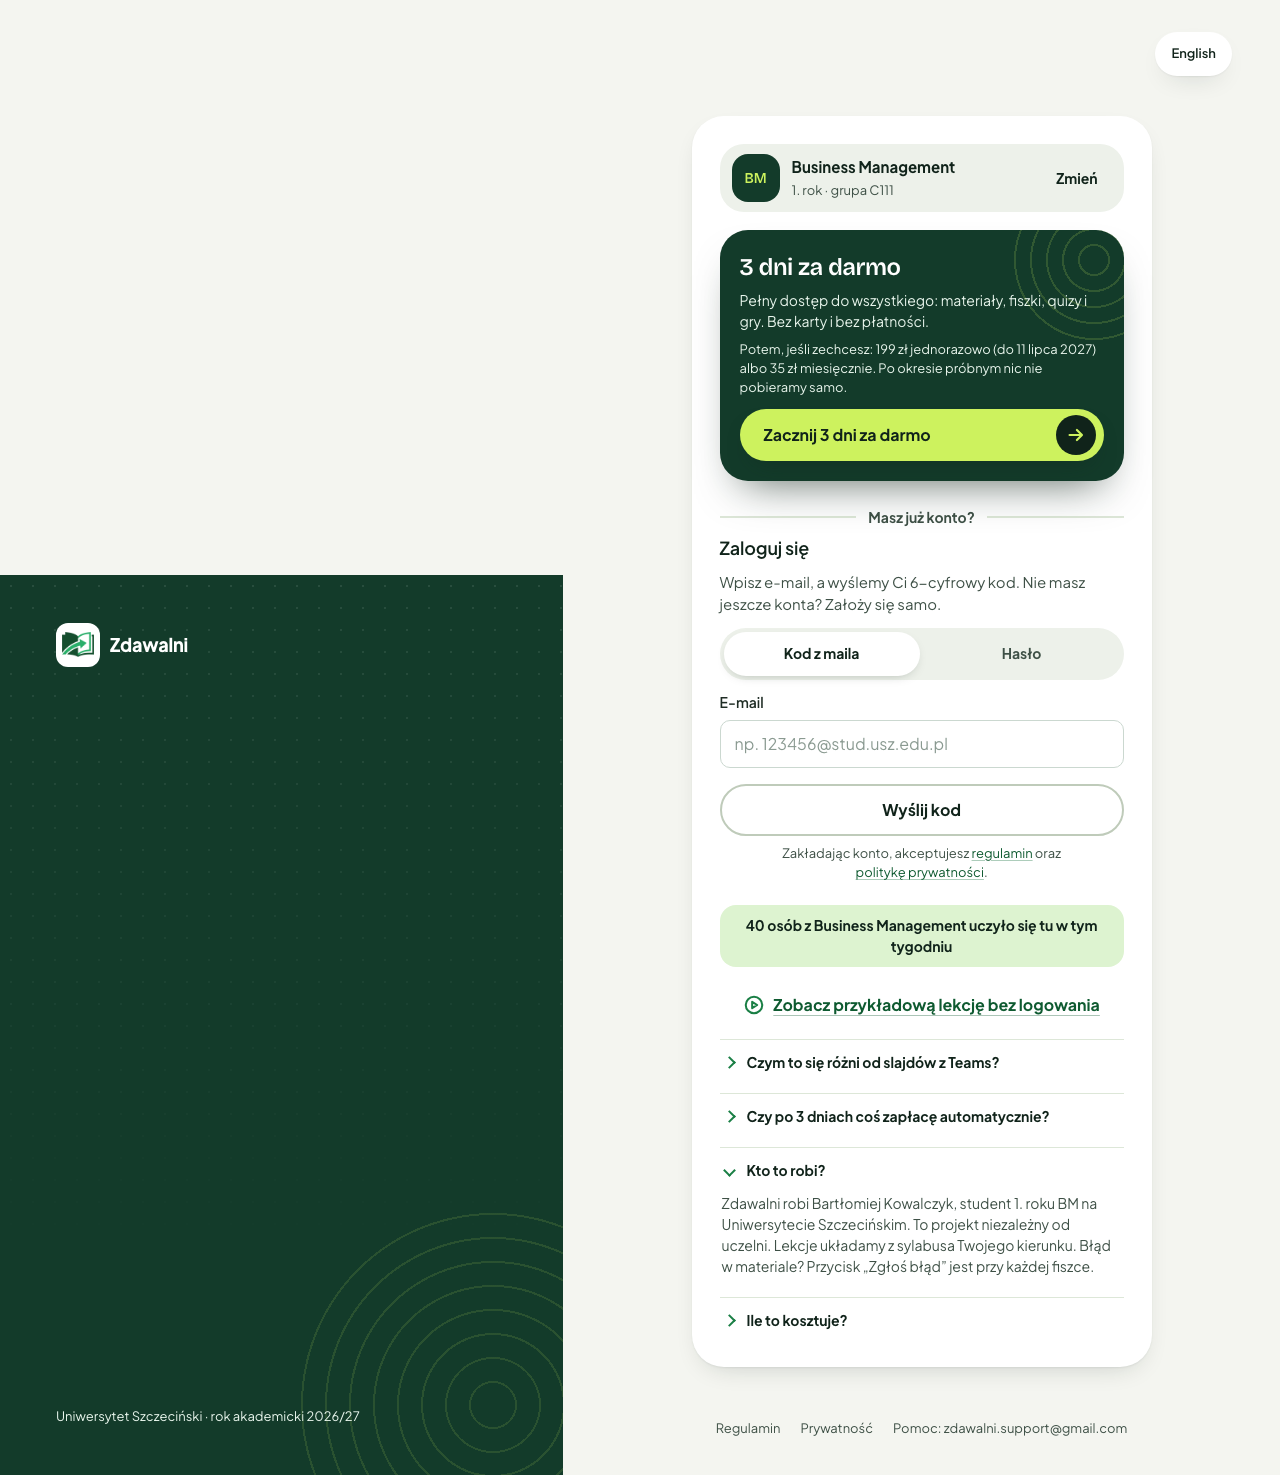 English
BM
Business Management
1. rok · grupa C111
Zmień
3 dni za darmo
Pełny dostęp do wszystkiego: materiały, fiszki, quizy i
gry. Bez karty i bez płatności.
Potem, jeśli zechcesz: 199 zł jednorazowo (do 11 lipca 2027)
albo 35 zł miesięcznie. Po okresie próbnym nic nie
pobieramy samo.
Zacznij 3 dni za darmo
Masz już konto?
Zaloguj się
Wpisz e-mail, a wyślemy Ci 6-cyfrowy kod. Nie masz
jeszcze konta? Założy się samo.
Kod z maila
Hasło
E-mail
np. 123456@stud.usz.edu.pl
Wyślij kod
Zakładając konto, akceptujesz regulamin oraz
politykę prywatności.
40 osób z Business Management uczyło się tu w tym
tygodniu
Zobacz przykładową lekcję bez logowania
Czym to się różni od slajdów z Teams?
Czy po 3 dniach coś zapłacę automatycznie?
Kto to robi?
Zdawalni robi Bartłomiej Kowalczyk, student 1. roku BM na
Uniwersytecie Szczecińskim. To projekt niezależny od
uczelni. Lekcje układamy z sylabusa Twojego kierunku. Błąd
w materiale? Przycisk „Zgłoś błąd” jest przy każdej fiszce.
Ile to kosztuje?
Regulamin
Prywatność
Pomoc: zdawalni.support@gmail.com
Zdawalni
Uniwersytet Szczeciński · rok akademicki 2026/27